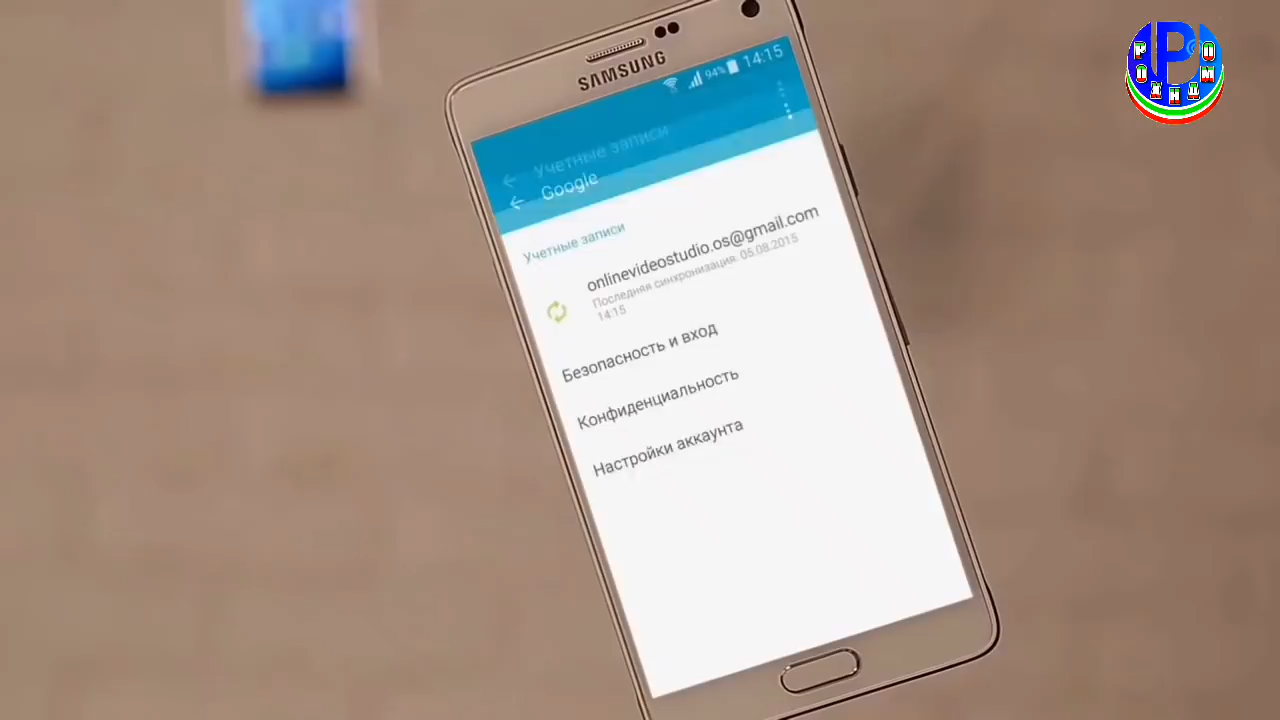 SAMSUNG
94% 14:15
Учетные записи
Google
Учетные записи
onlinevideostudio.os@gmail.com
Последняя синхронизация: 05.08.2015
14:15
Безопасность и вход
Конфиденциальность
Настройки аккаунта